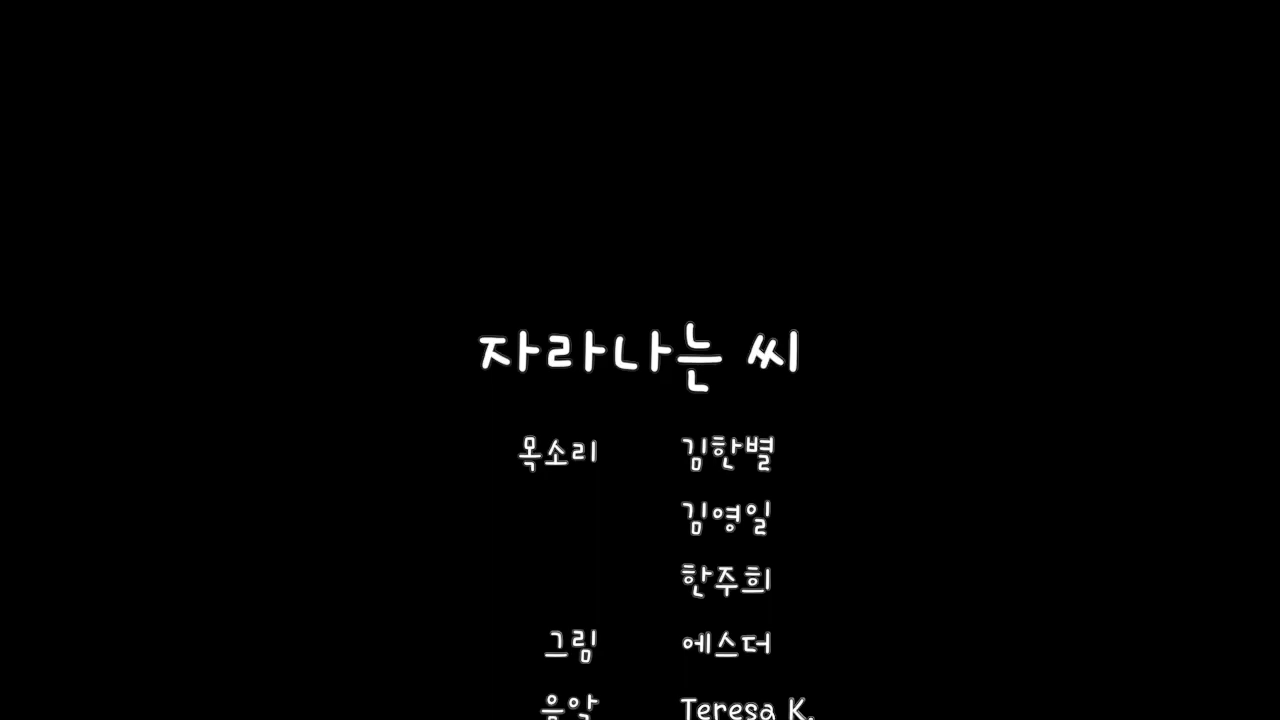 자라나는 씨
목소리 김한별
김영일
한주희
그림 에스더
음악 Teresa K.